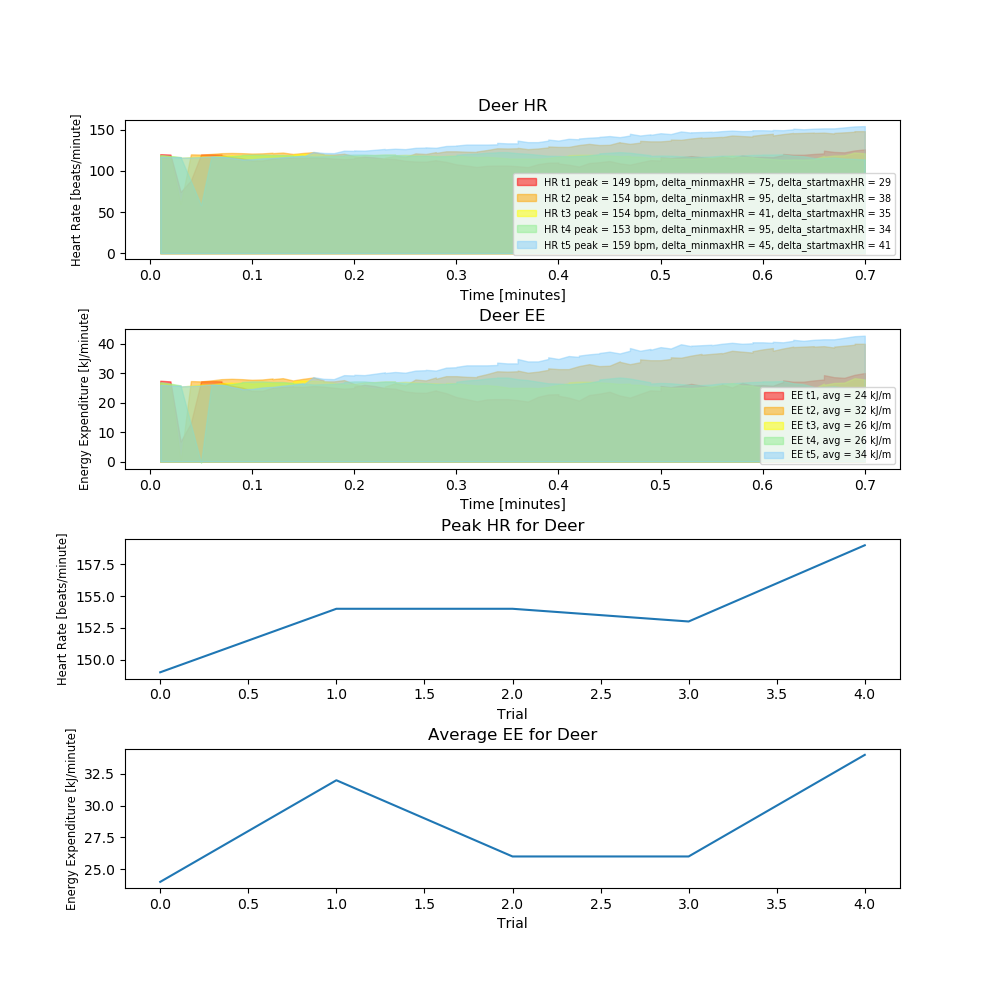 Deer HR
Heart Rate [beats/minute]
150
100
50
0
HR t1 peak = 149 bpm, delta_minmaxHR = 75, delta_startmaxHR = 29
HR t2 peak = 154 bpm, delta_minmaxHR = 95, delta_startmaxHR = 38
HR t3 peak = 154 bpm, delta_minmaxHR = 41, delta_startmaxHR = 35
HR t4 peak = 153 bpm, delta_minmaxHR = 95, delta_startmaxHR = 34
HR t5 peak = 159 bpm, delta_minmaxHR = 45, delta_startmaxHR = 41
0.0 0.1 0.2 0.3 0.4 0.5 0.6 0.7
Time [minutes]
Deer EE
Energy Expenditure [kJ/minute]
40
30
20
10
0
EE t1, avg = 24 kJ/m
EE t2, avg = 32 kJ/m
EE t3, avg = 26 kJ/m
EE t4, avg = 26 kJ/m
EE t5, avg = 34 kJ/m
0.0 0.1 0.2 0.3 0.4 0.5 0.6 0.7
Time [minutes]
Peak HR for Deer
Heart Rate [beats/minute]
157.5
155.0
152.5
150.0
0.0 0.5 1.0 1.5 2.0 2.5 3.0 3.5 4.0
Trial
Average EE for Deer
Energy Expenditure [kJ/minute]
32.5
30.0
27.5
25.0
0.0 0.5 1.0 1.5 2.0 2.5 3.0 3.5 4.0
Trial